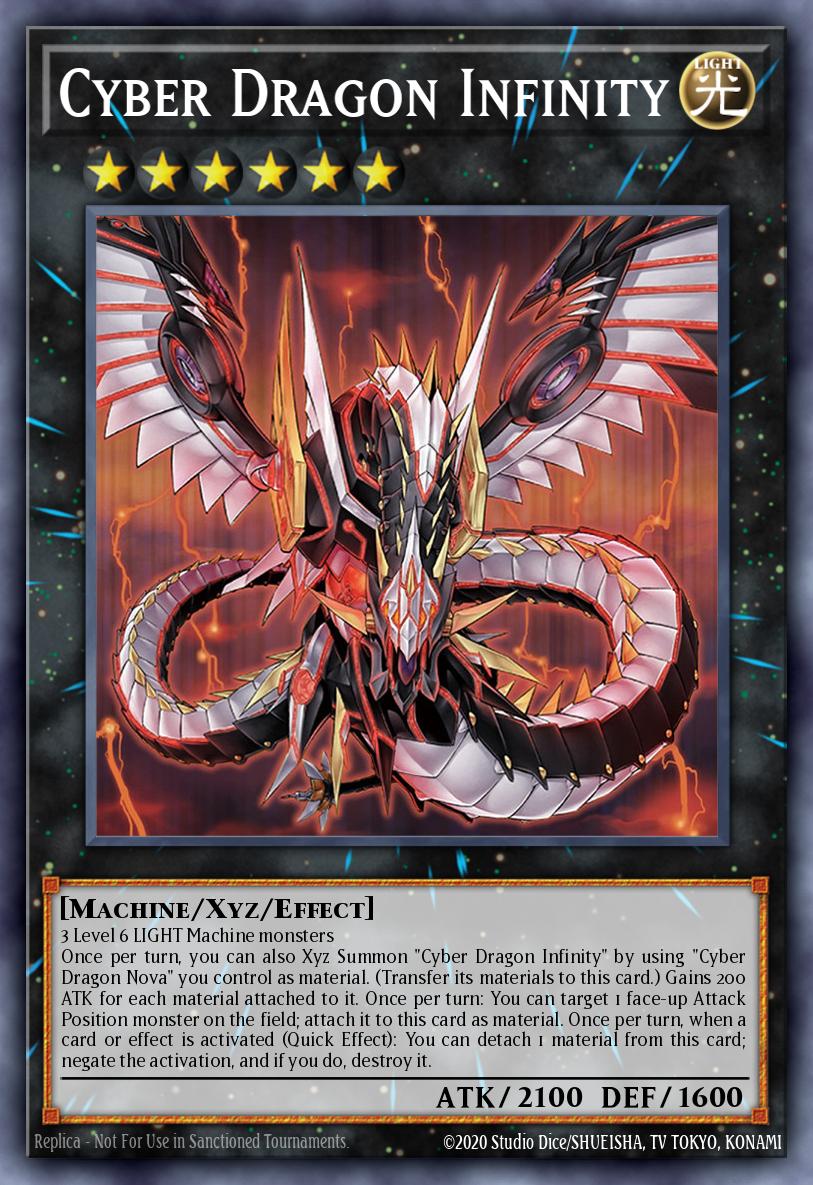 CYBER DRAGON INFINITY
LIGHT
光
[MACHINE/XYZ/EFFECT]
3 Level 6 LIGHT Machine monsters
Once per turn, you can also Xyz Summon "Cyber Dragon Infinity" by using "Cyber
Dragon Nova" you control as material. (Transfer its materials to this card.) Gains 200
ATK for each material attached to it. Once per turn: You can target 1 face-up Attack
Position monster on the field; attach it to this card as material. Once per turn, when a
card or effect is activated (Quick Effect): You can detach 1 material from this card;
negate the activation, and if you do, destroy it.
ATK/2100 DEF/1600
Replica - Not For Use in Sanctioned Tournaments.
©2020 Studio Dice/SHUEISHA, TV TOKYO, KONAMI